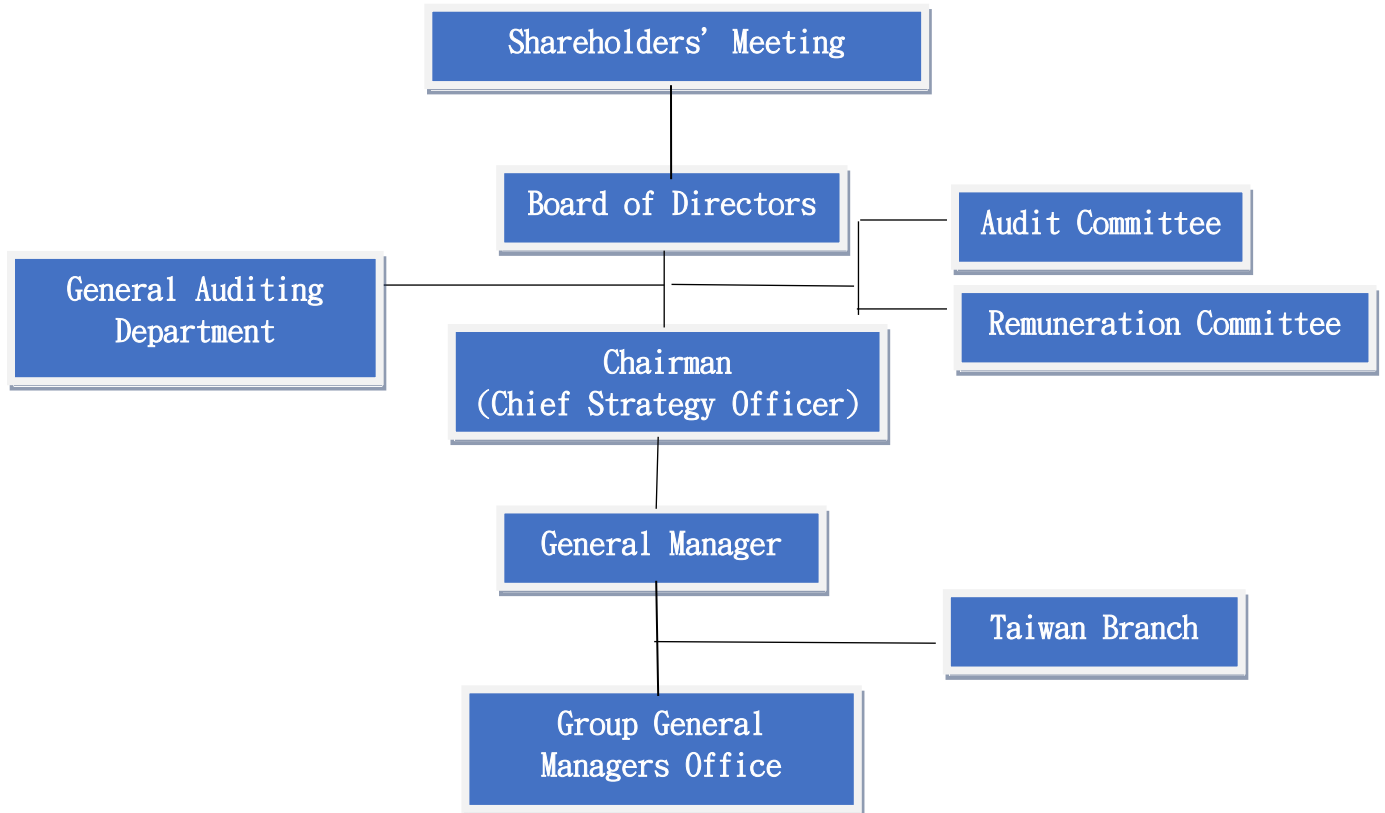 Shareholders’ Meeting
Board of Directors
Audit Committee
General Auditing
Department
Remuneration Committee
Chairman
(Chief Strategy Officer)
General Manager
Taiwan Branch
Group General
Managers Office